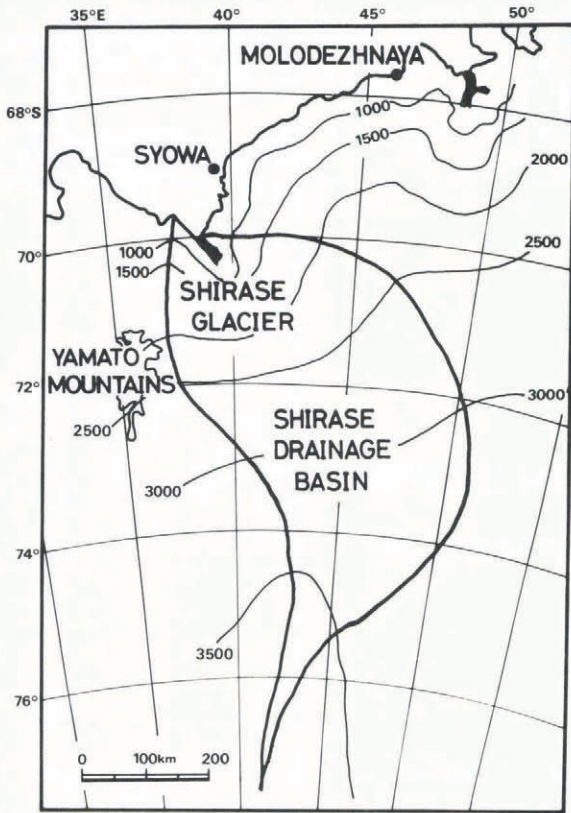 35°E
40°
45°
50°
MOLODEZHNAYA
68°S
1000
1500
SYOWA
2000
2500
70°
1000
1500
SHIRASE
GLACIER
YAMATO
MOUNTAINS
72°
2500
3000
SHIRASE
DRAINAGE
BASIN
3000
74°
3500
76°
0 100km 200